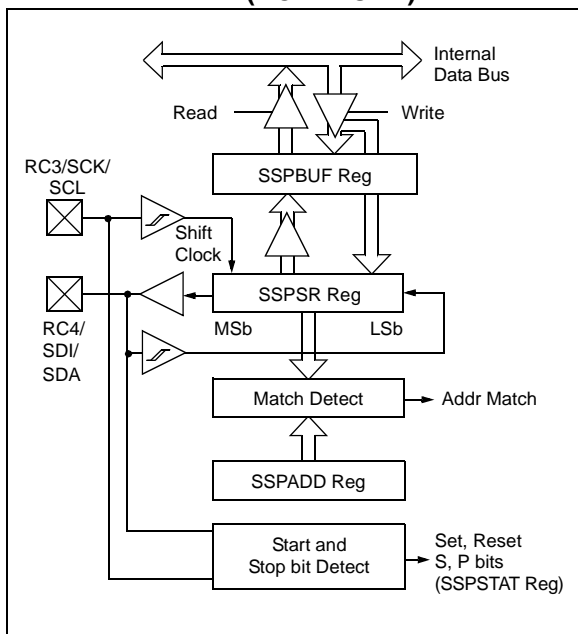 Internal
Data Bus
Read
Write
RC3/SCK/
SCL
SSPBUF Reg
Shift
Clock
SSPSR Reg
MSb
LSb
RC4/
SDI/
SDA
Match Detect
Addr Match
SSPADD Reg
Start and
Stop bit Detect
Set, Reset
S, P bits
(SSPSTAT Reg)